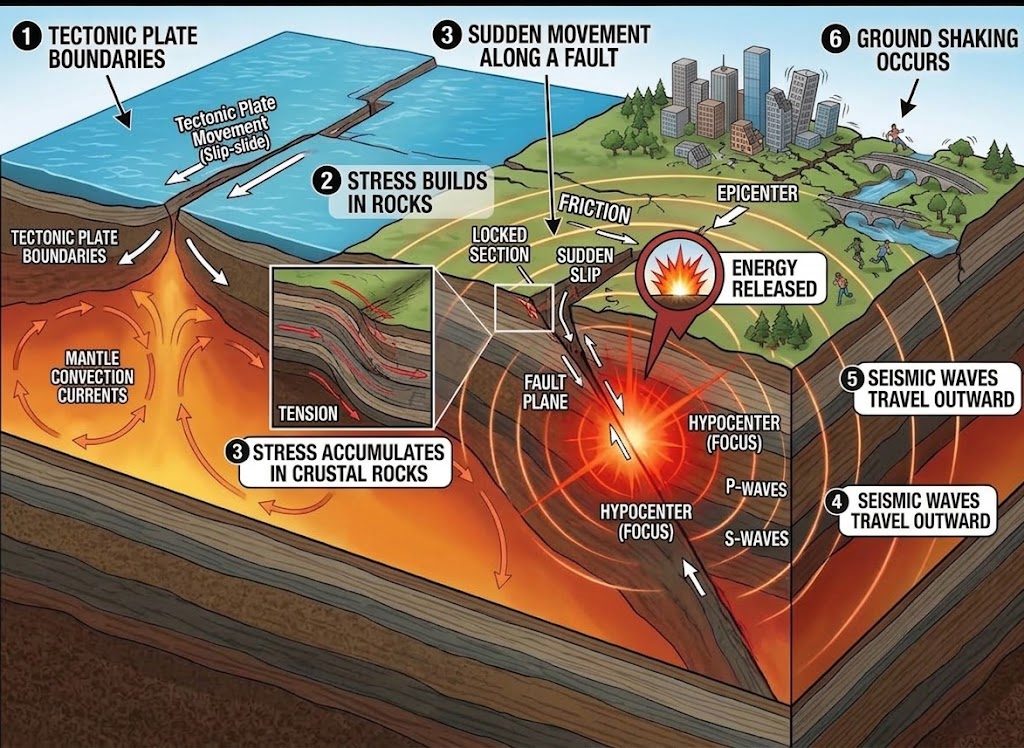 1 TECTONIC PLATE
BOUNDARIES
3 SUDDEN MOVEMENT
ALONG A FAULT
6 GROUND SHAKING
OCCURS
Tectonic Plate
Movement
(Slip-slide)
2 STRESS BUILDS
IN ROCKS
EPICENTER
FRICTION
TECTONIC PLATE
BOUNDARIES
LOCKED
SECTION
SUDDEN
SLIP
ENERGY
RELEASED
MANTLE
CONVECTION
CURRENTS
TENSION
FAULT
PLANE
5 SEISMIC WAVES
TRAVEL OUTWARD
HYPOCENTER
(FOCUS)
3 STRESS ACCUMULATES
IN CRUSTAL ROCKS
P-WAVES
4 SEISMIC WAVES
TRAVEL OUTWARD
HYPOCENTER
(FOCUS)
S-WAVES